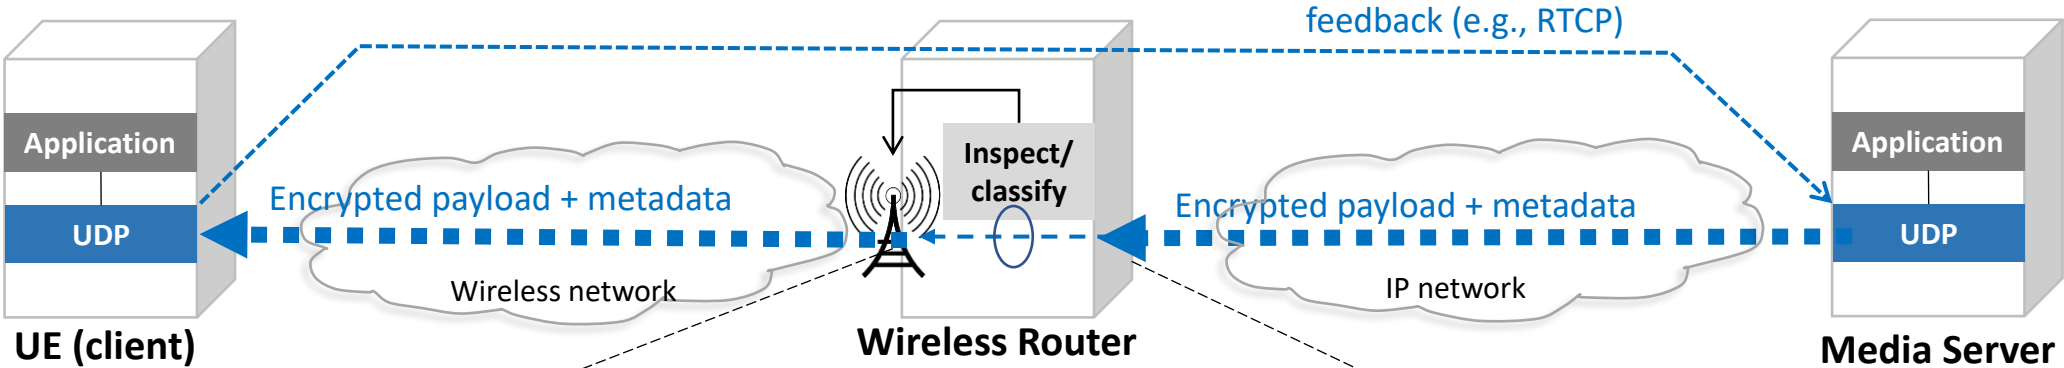 feedback (e.g., RTCP)
Application
UDP
UE (client)
Encrypted payload + metadata
Wireless network
Inspect/
classify
Wireless Router
Encrypted payload + metadata
IP network
Application
UDP
Media Server